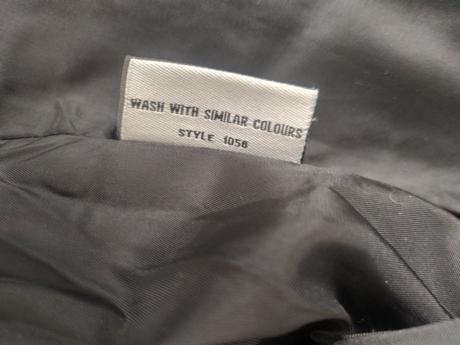 WASH WITH SIMILAR COLOURS
STYLE 1058